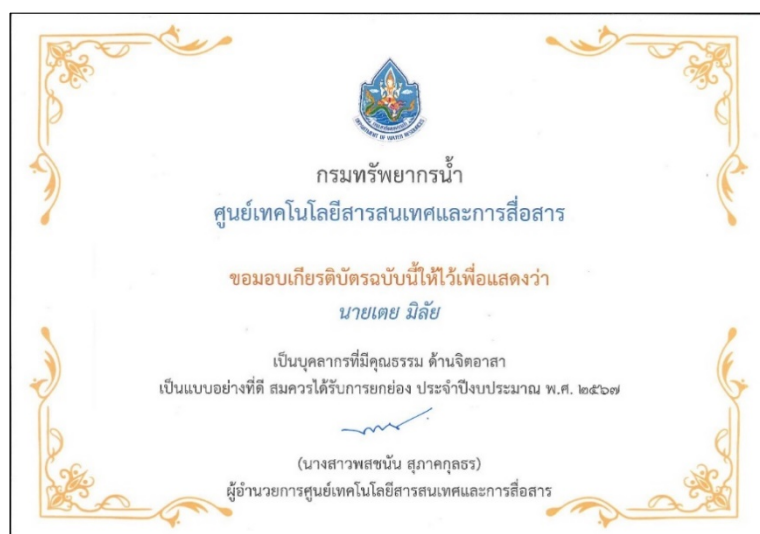 DEPARTMENT OF WATER RESOURCES
กรมทรัพยากรน้ำ
ศูนย์เทคโนโลยีสารสนเทศและการสื่อสาร
ขอมอบเกียรติบัตรฉบับนี้ให้ไว้เพื่อแสดงว่า
นายเตย มิลัย
เป็นบุคลากรที่มีคุณธรรม ด้านจิตอาสา
เป็นแบบอย่างที่ดี สมควรได้รับการยกย่อง ประจำปีงบประมาณ พ.ศ. ๒๕๖๗
(นางสาวพสชนัน สุภาคกุลธร)
ผู้อำนวยการศูนย์เทคโนโลยีสารสนเทศและการสื่อสาร